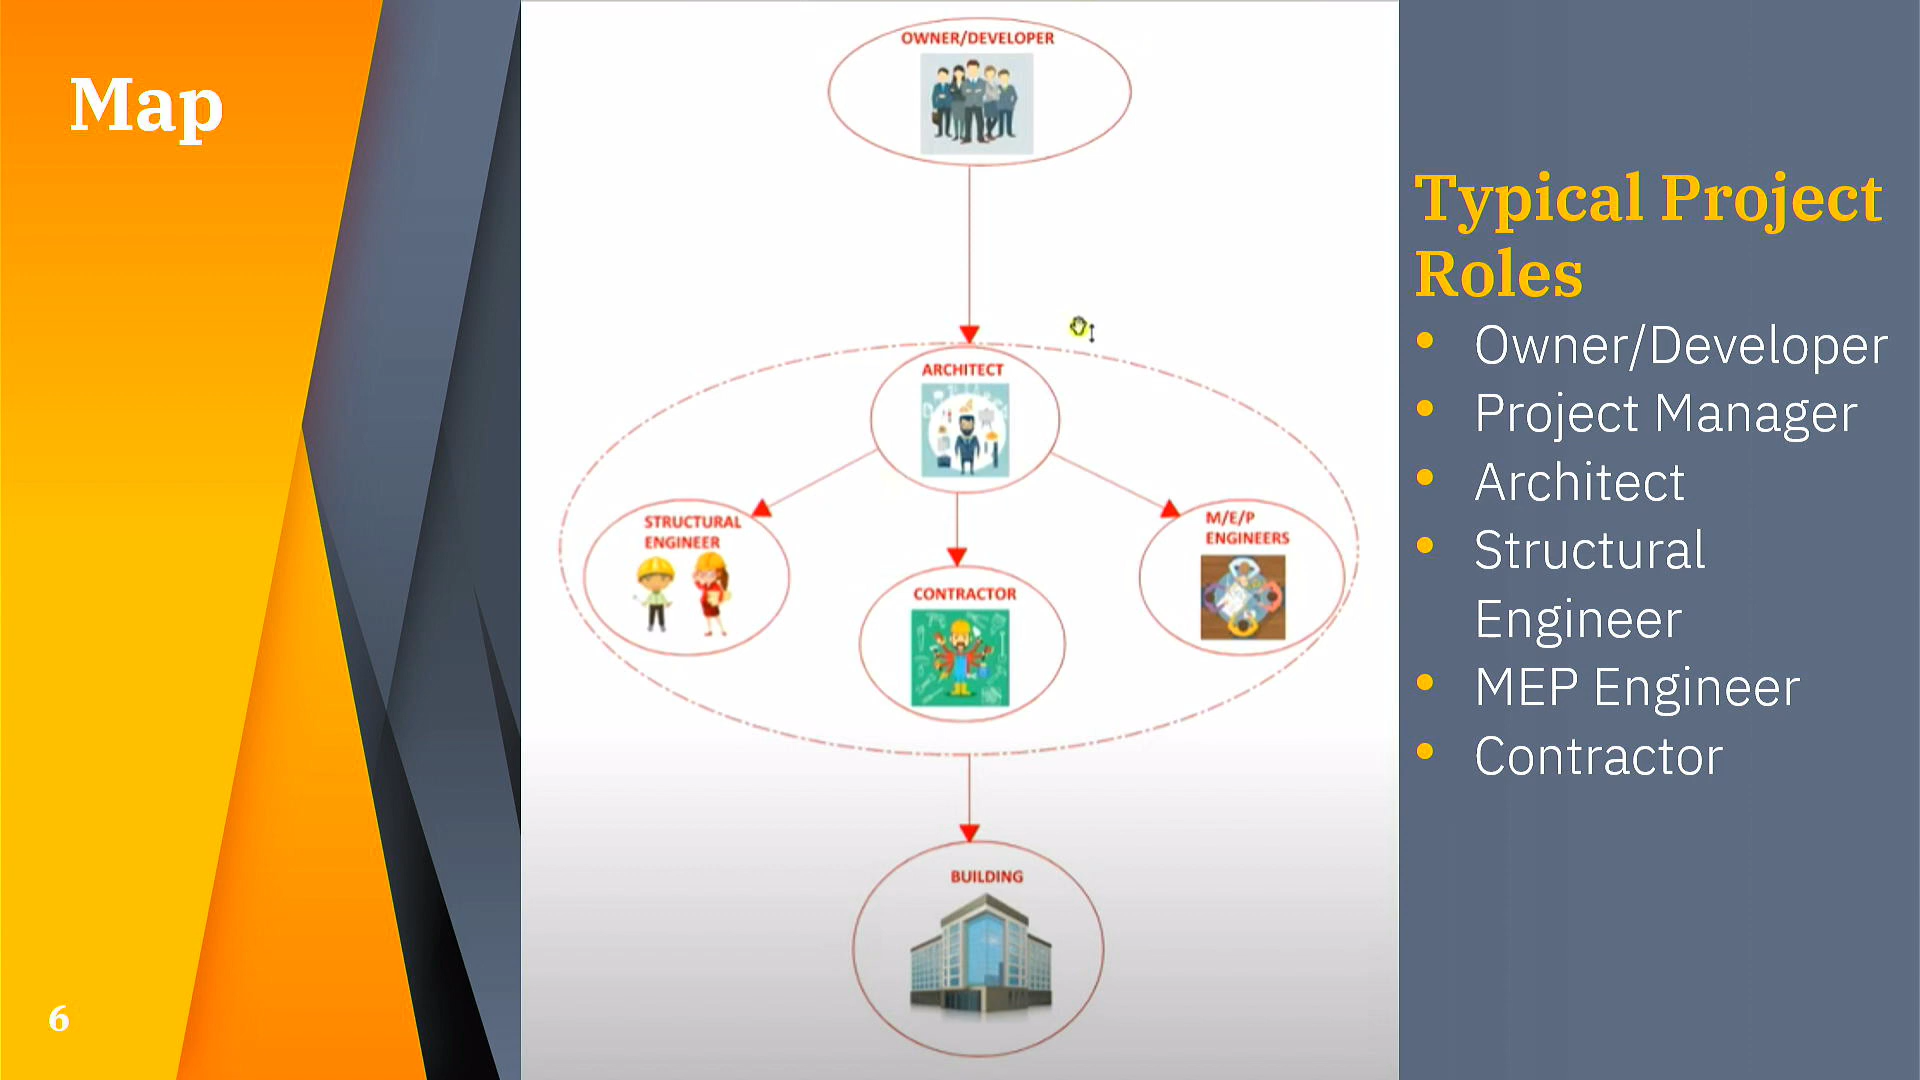 Map
OWNER/DEVELOPER
ARCHITECT
STRUCTURAL
ENGINEER
M/E/P
ENGINEERS
CONTRACTOR
BUILDING
Typical Project
Roles
• Owner/Developer
• Project Manager
• Architect
• Structural
Engineer
• MEP Engineer
• Contractor
6